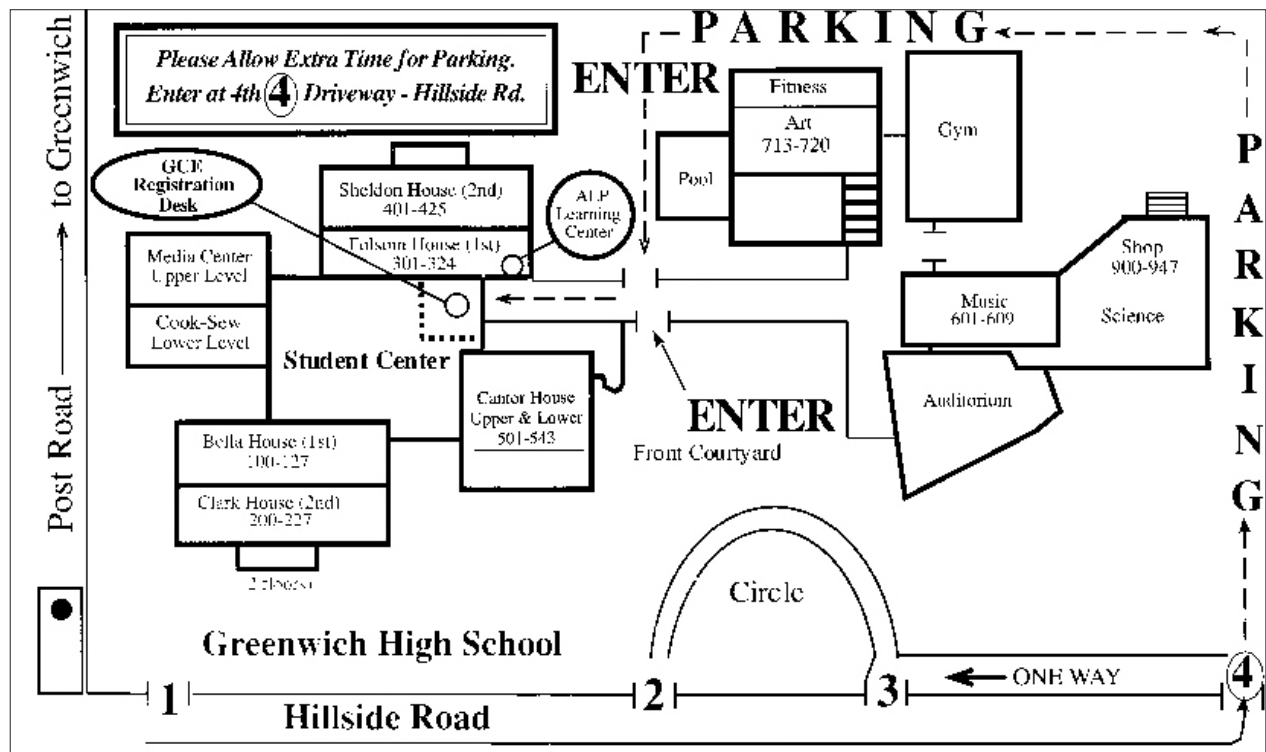 PARKING
Please Allow Extra Time for Parking.
Enter at 4th 4 Driveway - Hillside Rd.
ENTER
to Greenwich
Post Road
GCE
Registration
Desk
Sheldon House (2nd)
401-425
Folsom House (1st)
301-324
ALP
Learning
Center
Media Center
Upper Level
Cook-Sew
Lower Level
Student Center
Fitness
Art
713-720
Pool
Gym
PARKING
Shop
900-947
Science
Music
601-609
Auditorium
Cantor House
Upper & Lower
501-543
ENTER
Front Courtyard
Bella House (1st)
100-127
Clark House (2nd)
200-227
Circle
Greenwich High School
ONE WAY
1
2
3
4
Hillside Road